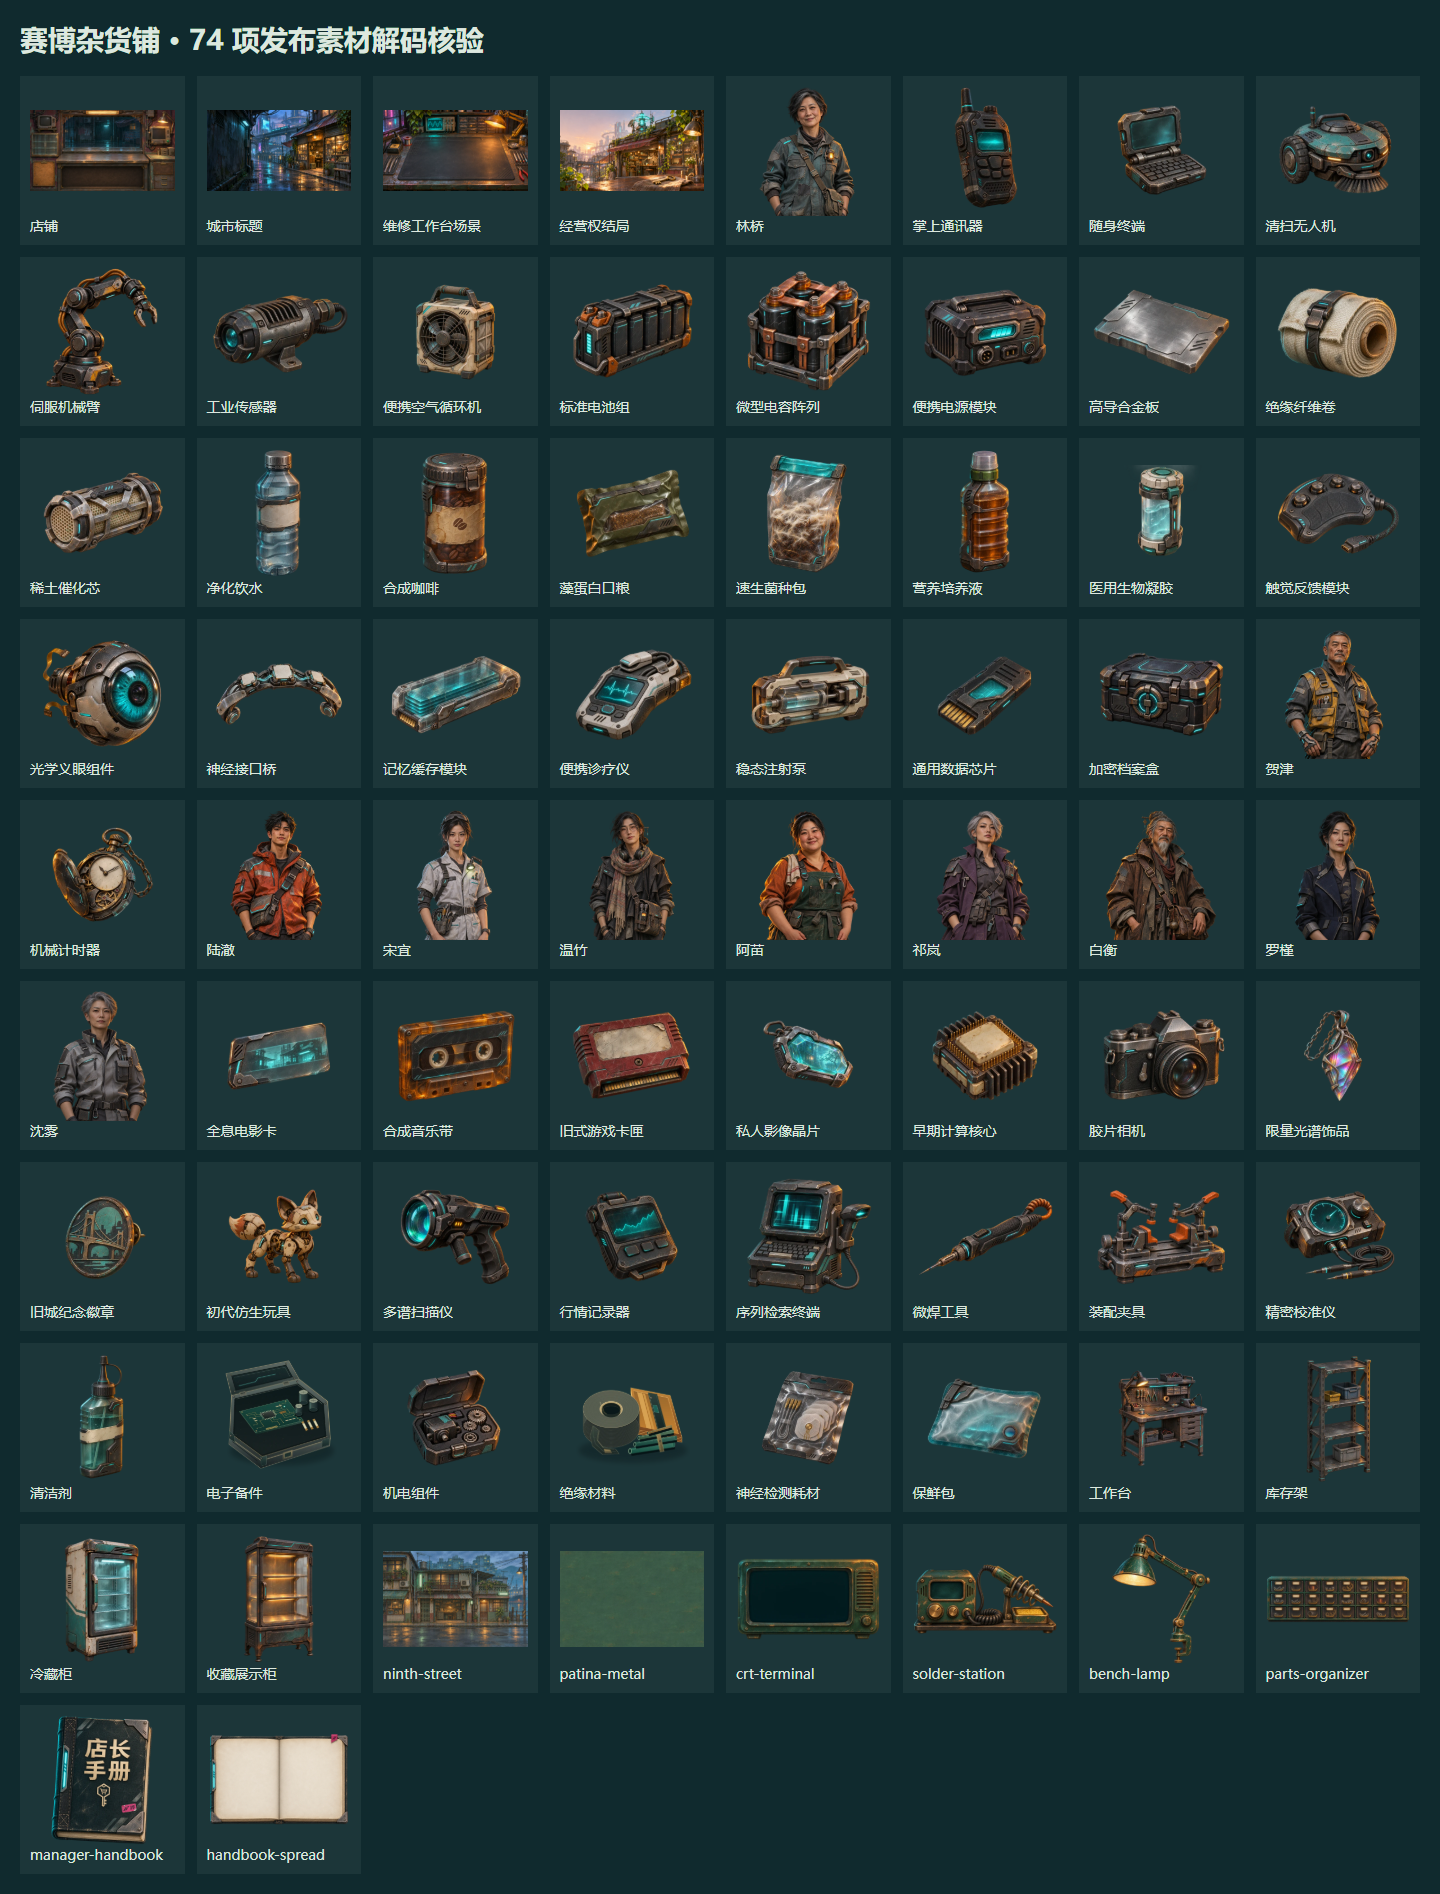 赛博杂货铺 • 74 项发布素材解码核验
店铺
城市标题
维修工作台场景
经营权结局
林桥
掌上通讯器
随身终端
清扫无人机
伺服机械臂
工业传感器
便携空气循环机
标准电池组
微型电容阵列
便携电源模块
高导合金板
绝缘纤维卷
稀土催化芯
净化饮水
合成咖啡
藻蛋白口粮
速生菌种包
营养培养液
医用生物凝胶
触觉反馈模块
光学义眼组件
神经接口桥
记忆缓存模块
便携诊疗仪
稳态注射泵
通用数据芯片
加密档案盒
贺津
机械计时器
陆澈
宋宜
温竹
阿苗
祁岚
白衡
罗槿
沈雾
全息电影卡
合成音乐带
旧式游戏卡匣
私人影像晶片
早期计算核心
胶片相机
限量光谱饰品
旧城纪念徽章
初代仿生玩具
多谱扫描仪
行情记录器
序列检索终端
微焊工具
装配夹具
精密校准仪
清洁剂
电子备件
机电组件
绝缘材料
神经检测耗材
保鲜包
工作台
库存架
冷藏柜
收藏展示柜
ninth-street
patina-metal
crt-terminal
solder-station
bench-lamp
parts-organizer
店长
手册
manager-handbook
handbook-spread